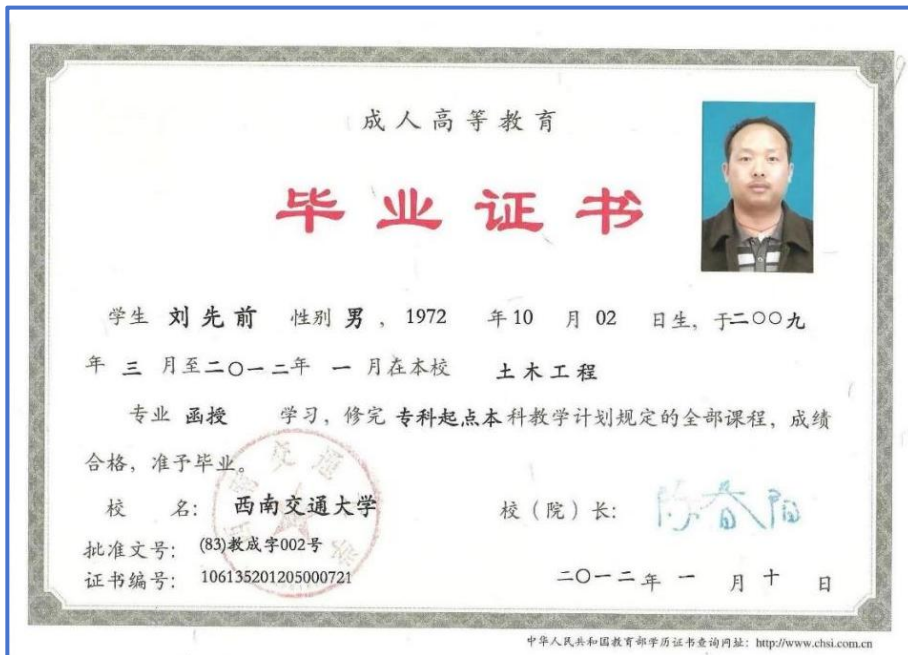 成人高等教育
毕业证书
学生 刘先前 性别 男 ，1972 年 10 月 02 日生，于二〇〇九
年 三 月至二〇一二年 一 月在本校 土木工程
专业 函授 学习，修完 专科起点本 科教学计划规定的全部课程，成绩
合格，准予毕业。
校 名： 西南交通大学 校（院）长：
批准文号： (83)教成字002号
证书编号： 106135201205000721 二〇一二年 一 月 十 日
中华人民共和国教育部学历证书查询网址： http://www.chsi.com.cn